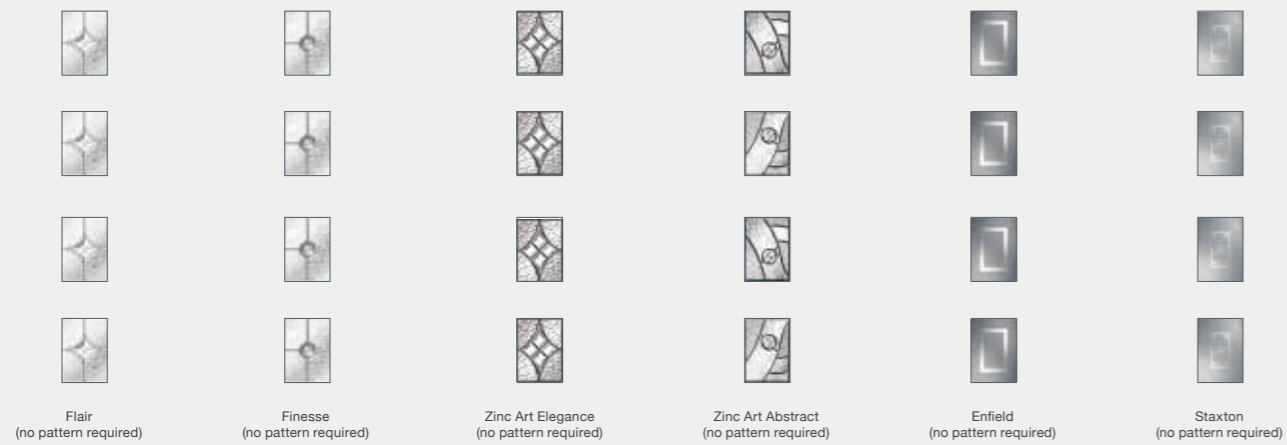 Flair
(no pattern required)
Finesse
(no pattern required)
Zinc Art Elegance
(no pattern required)
Zinc Art Abstract
(no pattern required)
Enfield
(no pattern required)
Staxton
(no pattern required)